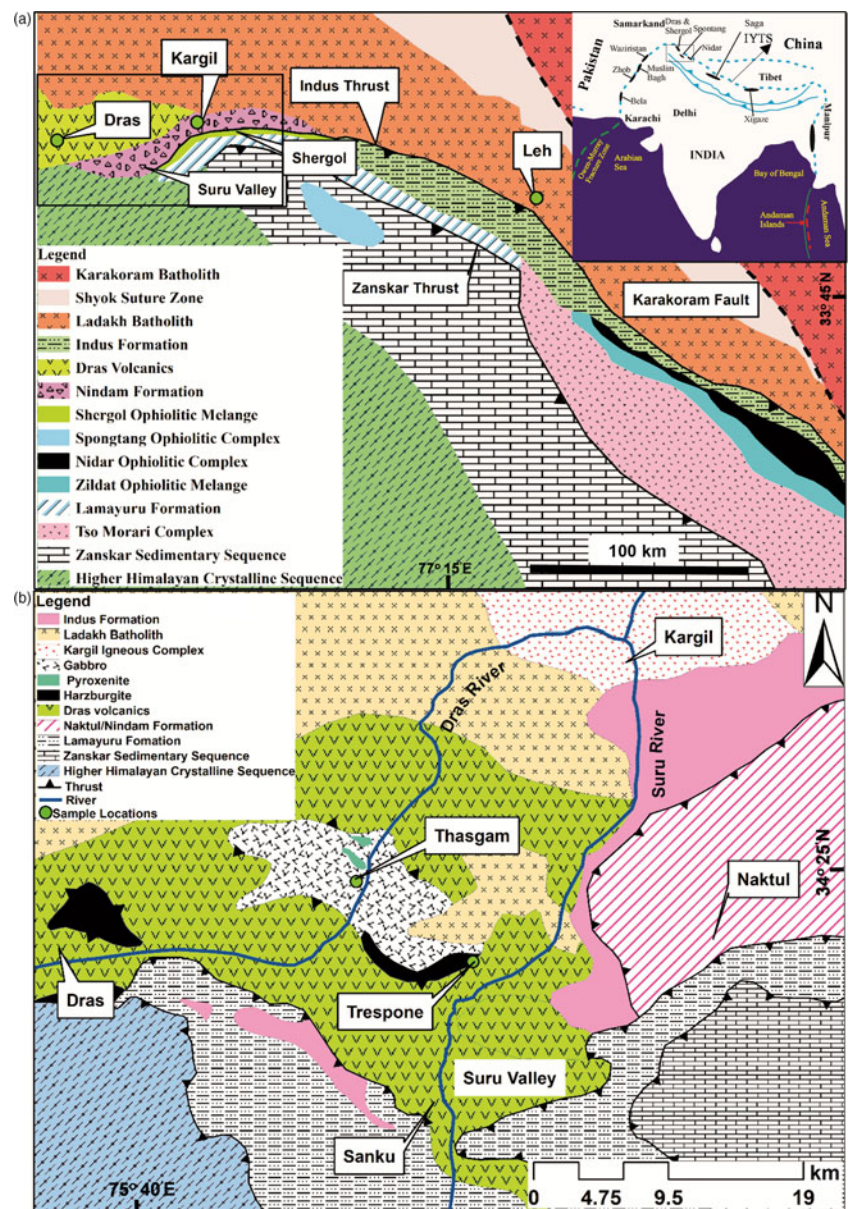 (a)
Kargil
Dras
Indus Thrust
Shergol
Suru Valley
Leh
Zanskar Thrust
Karakoram Fault
33° 45' N
77° 15' E
100 km
Samarkand
Dras &
Shergol
Spontang
Saga
IYTS
Nidar
China
Waziristan
Pakistan
Zhob
Muslim
Bagh
Tibet
Bela
Karachi
Delhi
Xigaze
Manipur
INDIA
Owen-Murray
Fracture Zone
Arabian
Sea
Bay of Bengal
Andaman
Islands
Andaman Sea
Legend
Karakoram Batholith
Shyok Suture Zone
Ladakh Batholith
Indus Formation
Dras Volcanics
Nindam Formation
Shergol Ophiolitic Melange
Spongtang Ophiolitic Complex
Nidar Ophiolitic Complex
Zildat Ophiolitic Melange
Lamayuru Formation
Tso Morari Complex
Zanskar Sedimentary Sequence
Higher Himalayan Crystalline Sequence
(b)
Legend
Indus Formation
Ladakh Batholith
Kargil Igneous Complex
Gabbro
Pyroxenite
Harzburgite
Dras volcanics
Naktul/Nindam Formation
Lamayuru Fomation
Zanskar Sedimentary Sequence
Higher Himalayan Crystalline Sequence
Thrust
River
Sample Locations
N
Kargil
Dras River
Suru River
Thasgam
34° 25' N
Naktul
Dras
Trespone
Suru Valley
Sanku
75° 40' E
km
0 4.75 9.5 19